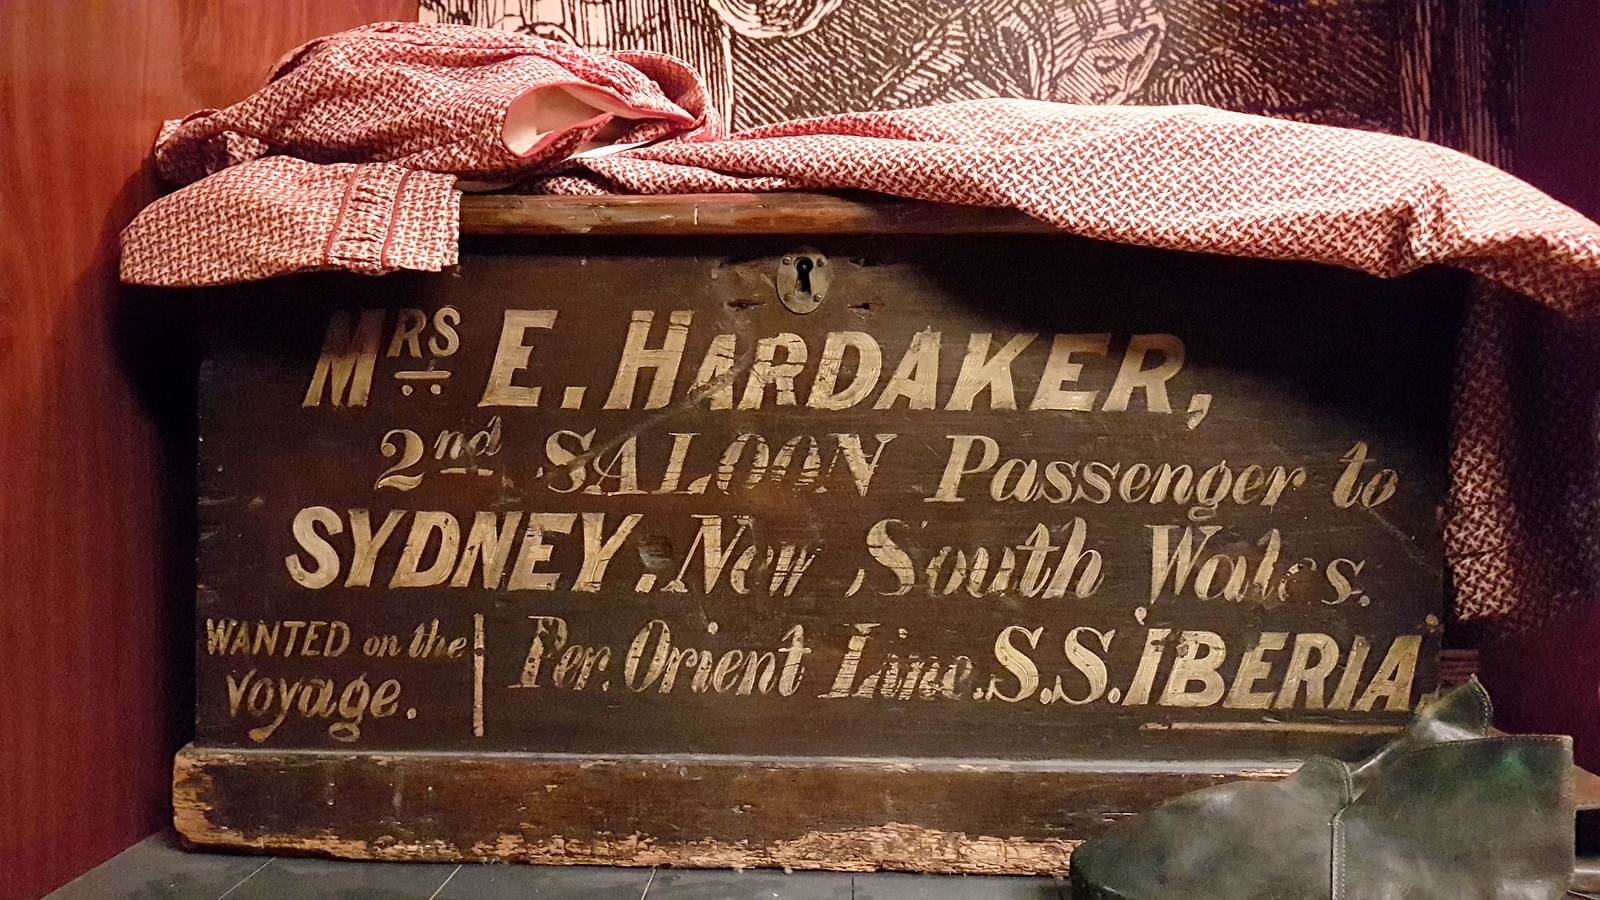 Mrs E. HARDAKER,
2nd SALOON Passenger to
SYDNEY. New South Wales.
WANTED on the
Voyage.
Per. Orient Line. S.S. IBERIA.